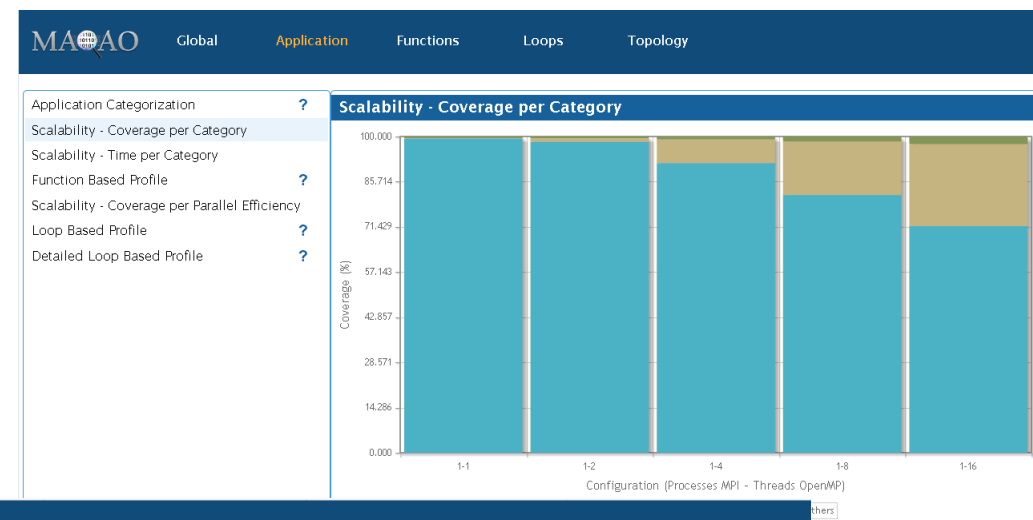 MAQAO
Global Application Functions Loops Topology
Application Categorization ?
Scalability - Coverage per Category
Scalability - Time per Category
Function Based Profile ?
Scalability - Coverage per Parallel Efficiency
Loop Based Profile ?
Detailed Loop Based Profile ?
Scalability - Coverage per Category
100.000
85.714
71.429
57.143
42.857
28.571
14.286
0.000
Coverage (%)
1-1 1-2 1-4 1-8 1-16
Configuration (Processes MPI - Threads OpenMP)
thers